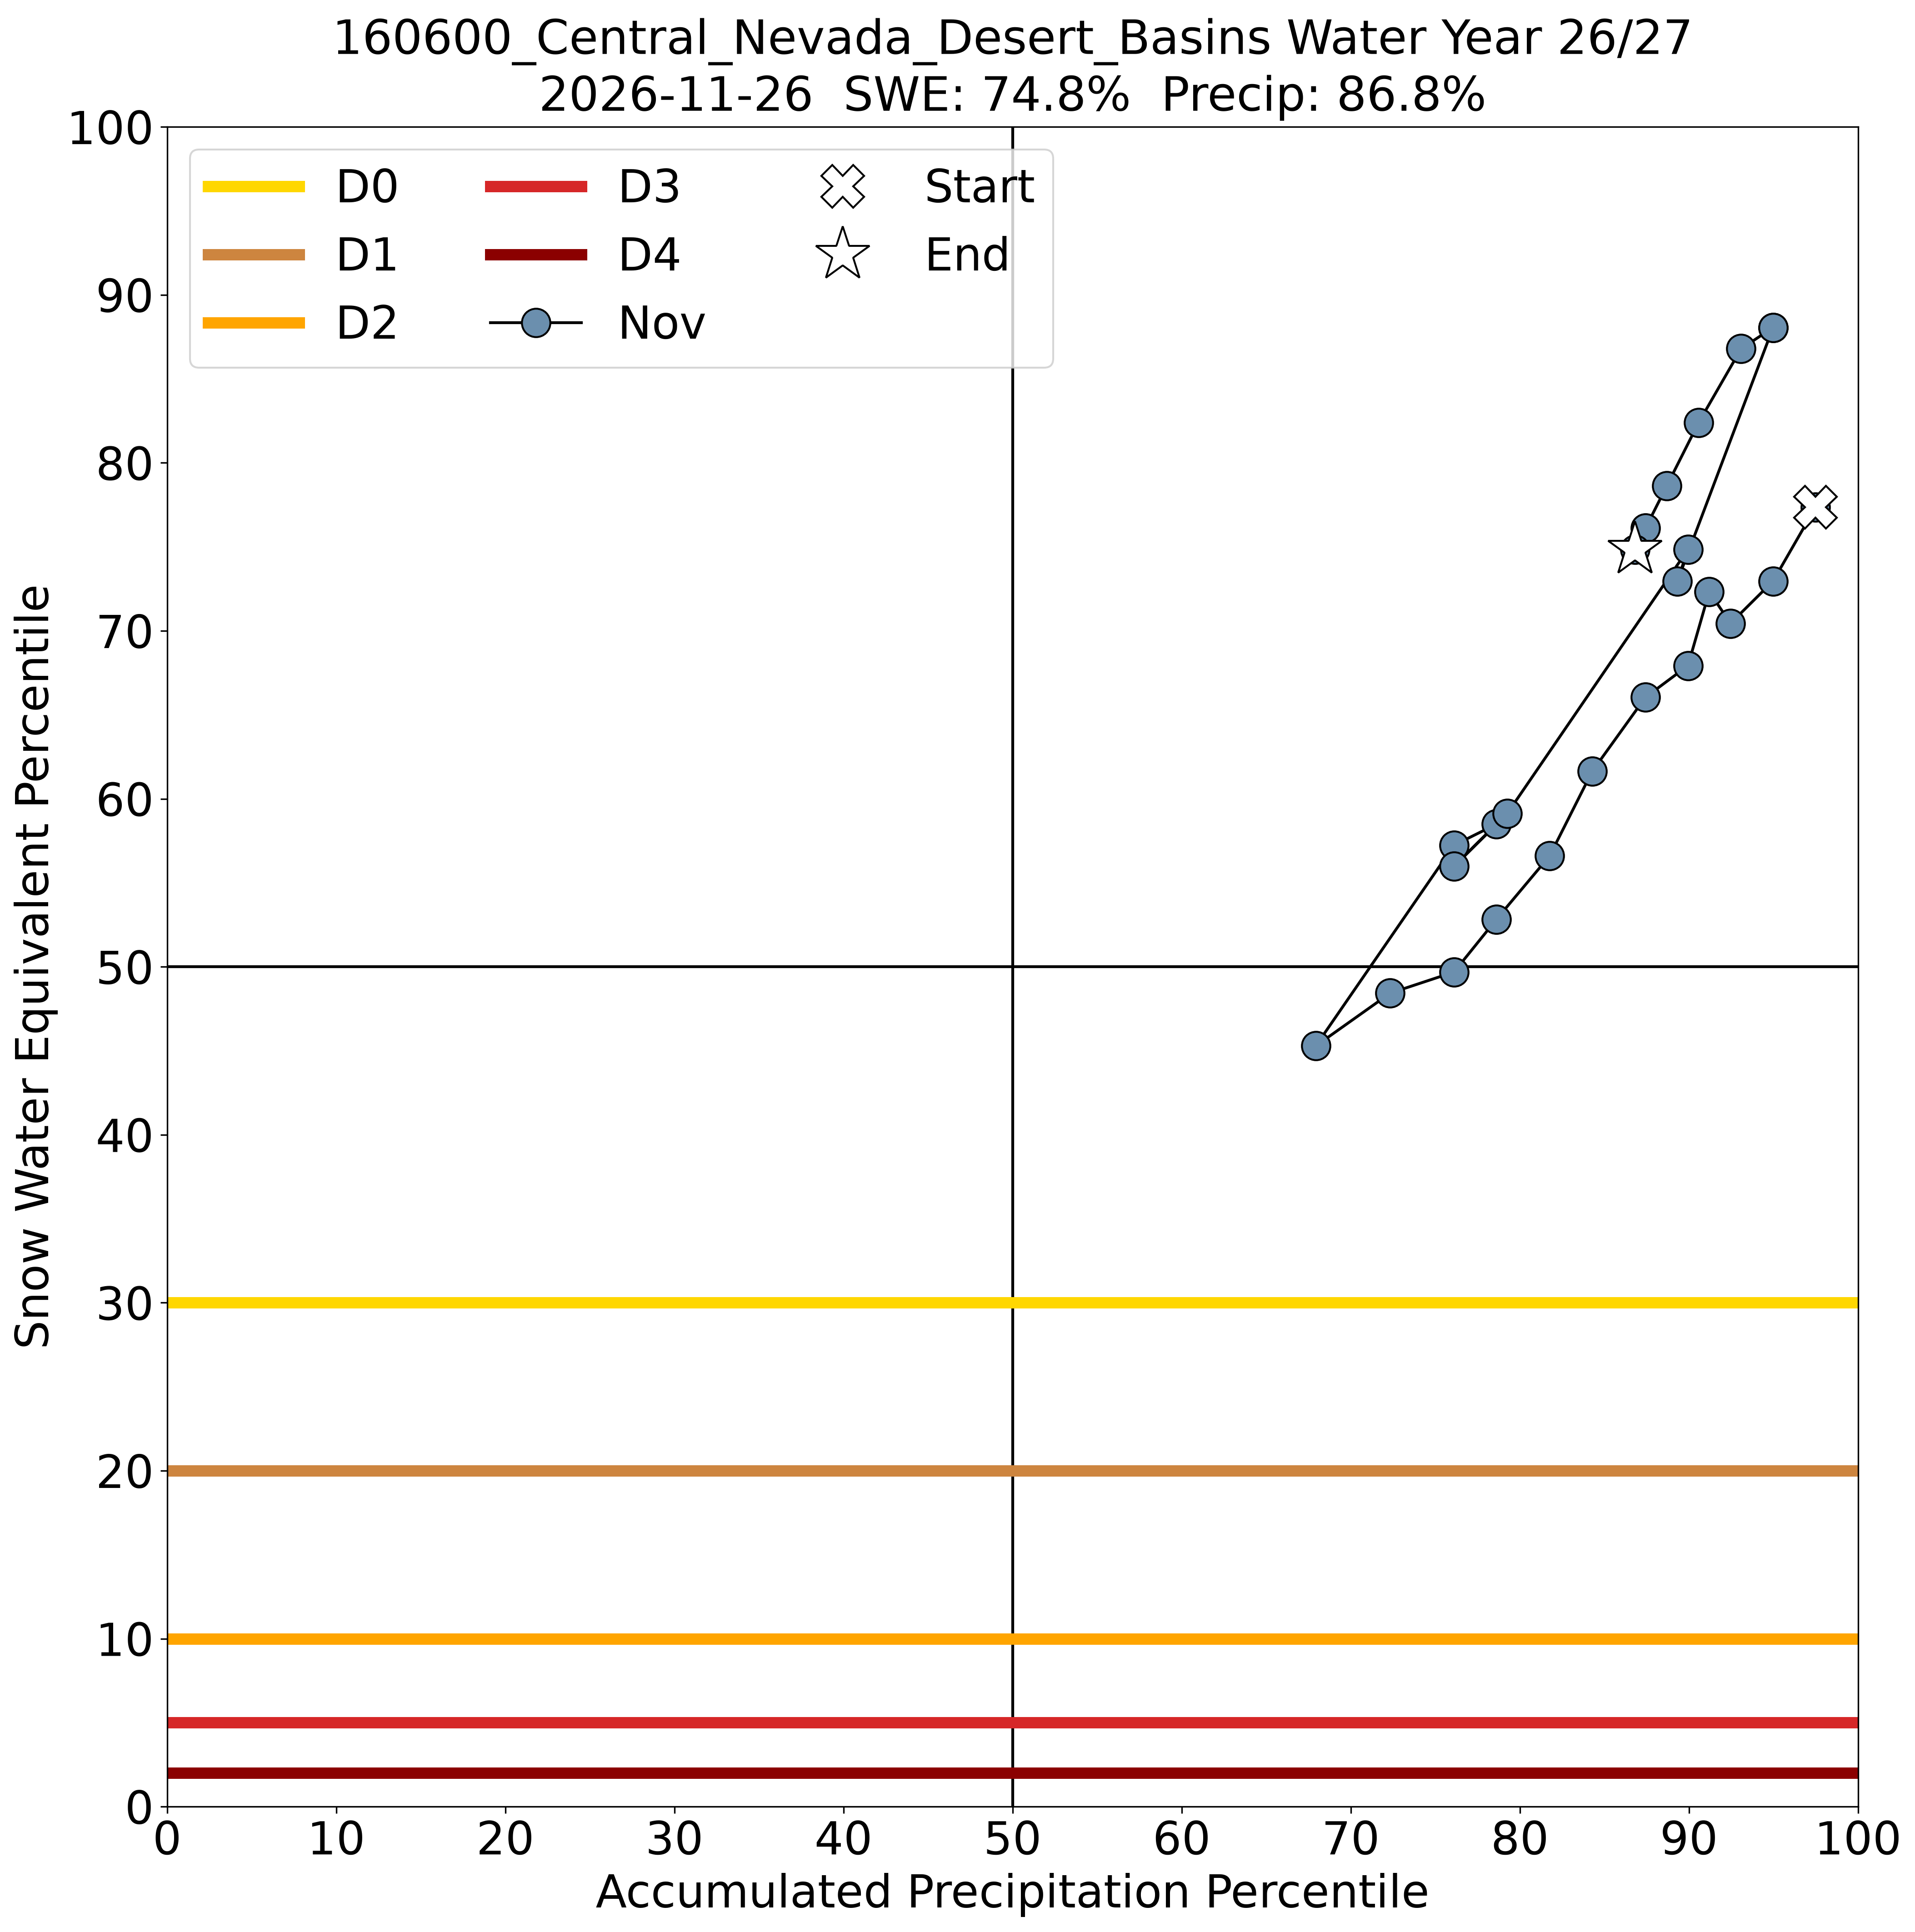 160600_Central_Nevada_Desert_Basins Water Year 26/27
2026-11-26  SWE: 74.8%  Precip: 86.8%
D0
D1
D2
D3
D4
Nov
Start
End
Snow Water Equivalent Percentile
100
90
80
70
60
50
40
30
20
10
0
0 10 20 30 40 50 60 70 80 90 100
Accumulated Precipitation Percentile